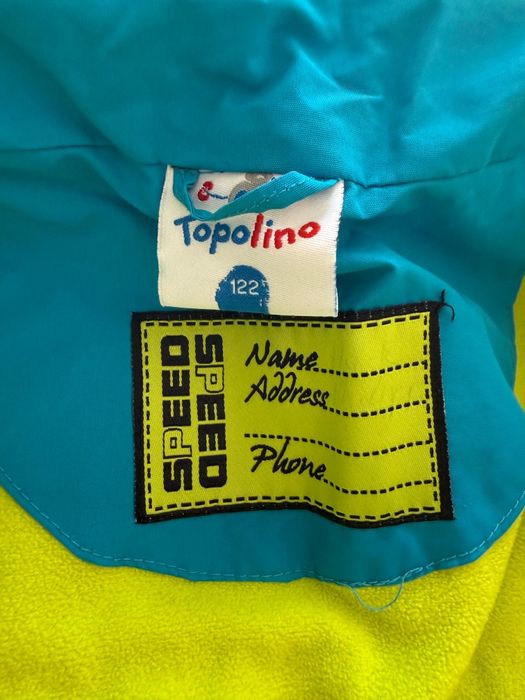 Topolino
122
SPEED
SPEED
Name
Address
Phone